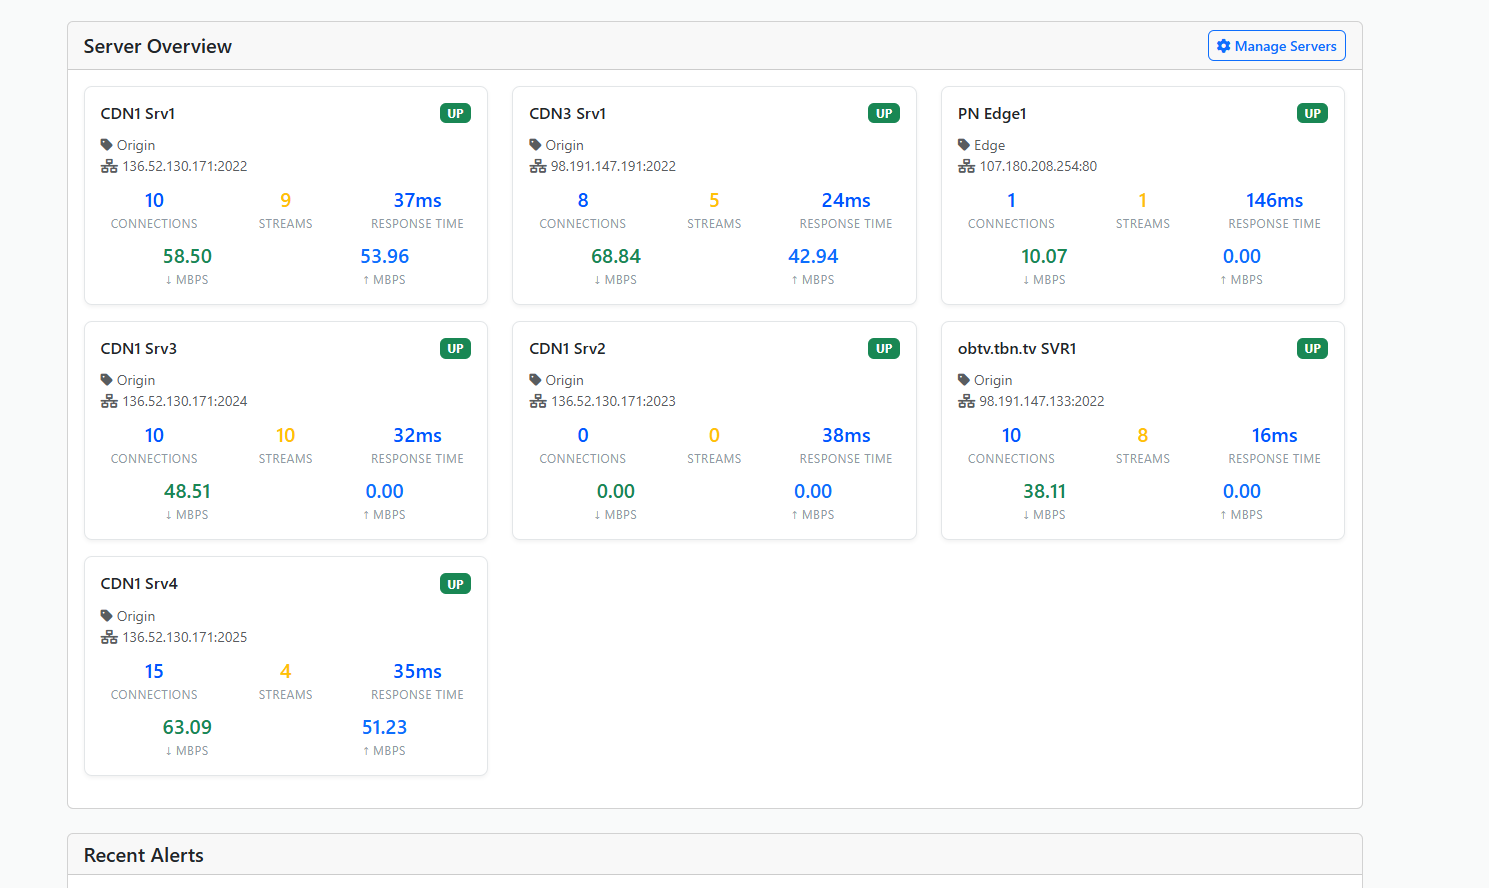 Server Overview
Manage Servers
CDN1 Srv1
UP
Origin
136.52.130.171:2022
10 9 37ms
CONNECTIONS STREAMS RESPONSE TIME
58.50 53.96
↓ MBPS ↑ MBPS
CDN3 Srv1
UP
Origin
98.191.147.191:2022
8 5 24ms
CONNECTIONS STREAMS RESPONSE TIME
68.84 42.94
↓ MBPS ↑ MBPS
PN Edge1
UP
Edge
107.180.208.254:80
1 1 146ms
CONNECTIONS STREAMS RESPONSE TIME
10.07 0.00
↓ MBPS ↑ MBPS
CDN1 Srv3
UP
Origin
136.52.130.171:2024
10 10 32ms
CONNECTIONS STREAMS RESPONSE TIME
48.51 0.00
↓ MBPS ↑ MBPS
CDN1 Srv2
UP
Origin
136.52.130.171:2023
0 0 38ms
CONNECTIONS STREAMS RESPONSE TIME
0.00 0.00
↓ MBPS ↑ MBPS
obtv.tbn.tv SVR1
UP
Origin
98.191.147.133:2022
10 8 16ms
CONNECTIONS STREAMS RESPONSE TIME
38.11 0.00
↓ MBPS ↑ MBPS
CDN1 Srv4
UP
Origin
136.52.130.171:2025
15 4 35ms
CONNECTIONS STREAMS RESPONSE TIME
63.09 51.23
↓ MBPS ↑ MBPS
Recent Alerts